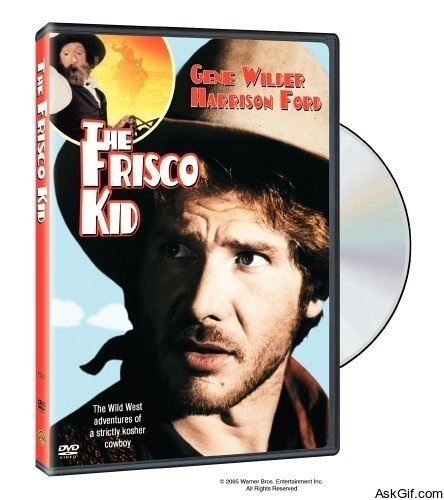 GENE WILDER
HARRISON FORD
THE
FRISCO
KID
THE FRISCO KID
The Wild West
adventures of
a strictly kosher
cowboy
DVD
© 2005 Warner Bros. Entertainment Inc.
All Rights Reserved.
AskGif.com